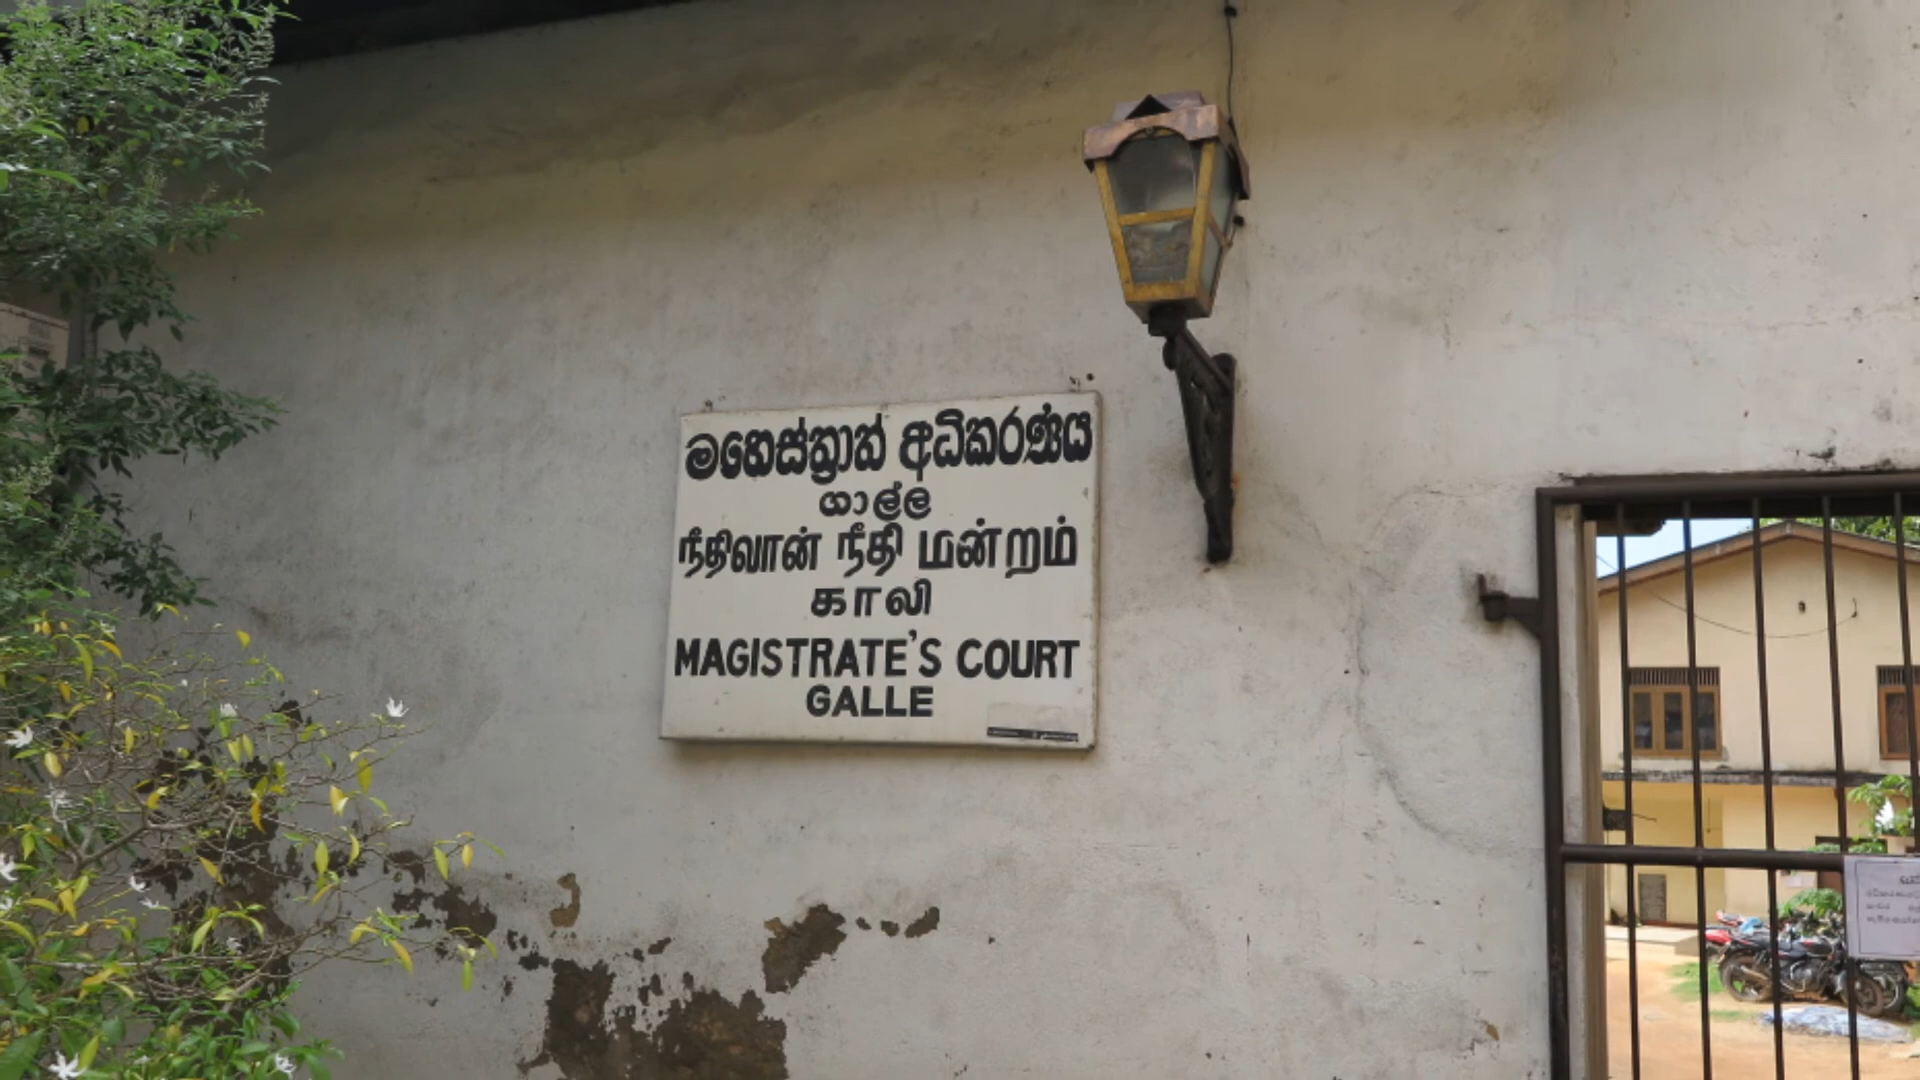 මහෙස්ත්‍රාත් අධිකරණය
ගාල්ල
நீதிவான் நீதி மன்றம்
காலி
MAGISTRATE'S COURT
GALLE